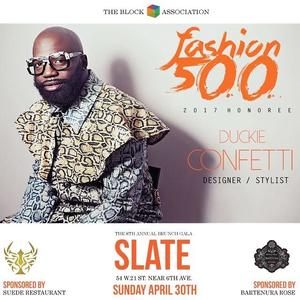 THE BLOCK ASSOCIATION
fashion
500.
2017 HONOREE
DUCKIE
CONFETTI
DESIGNER / STYLIST
THE 8TH ANNUAL BRUNCH GALA
SLATE
54 W.21 ST. NEAR 6TH AVE.
SUNDAY APRIL 30TH
SPONSORED BY
SUEDE RESTAURANT
SPONSORED BY
BARTENURA ROSE